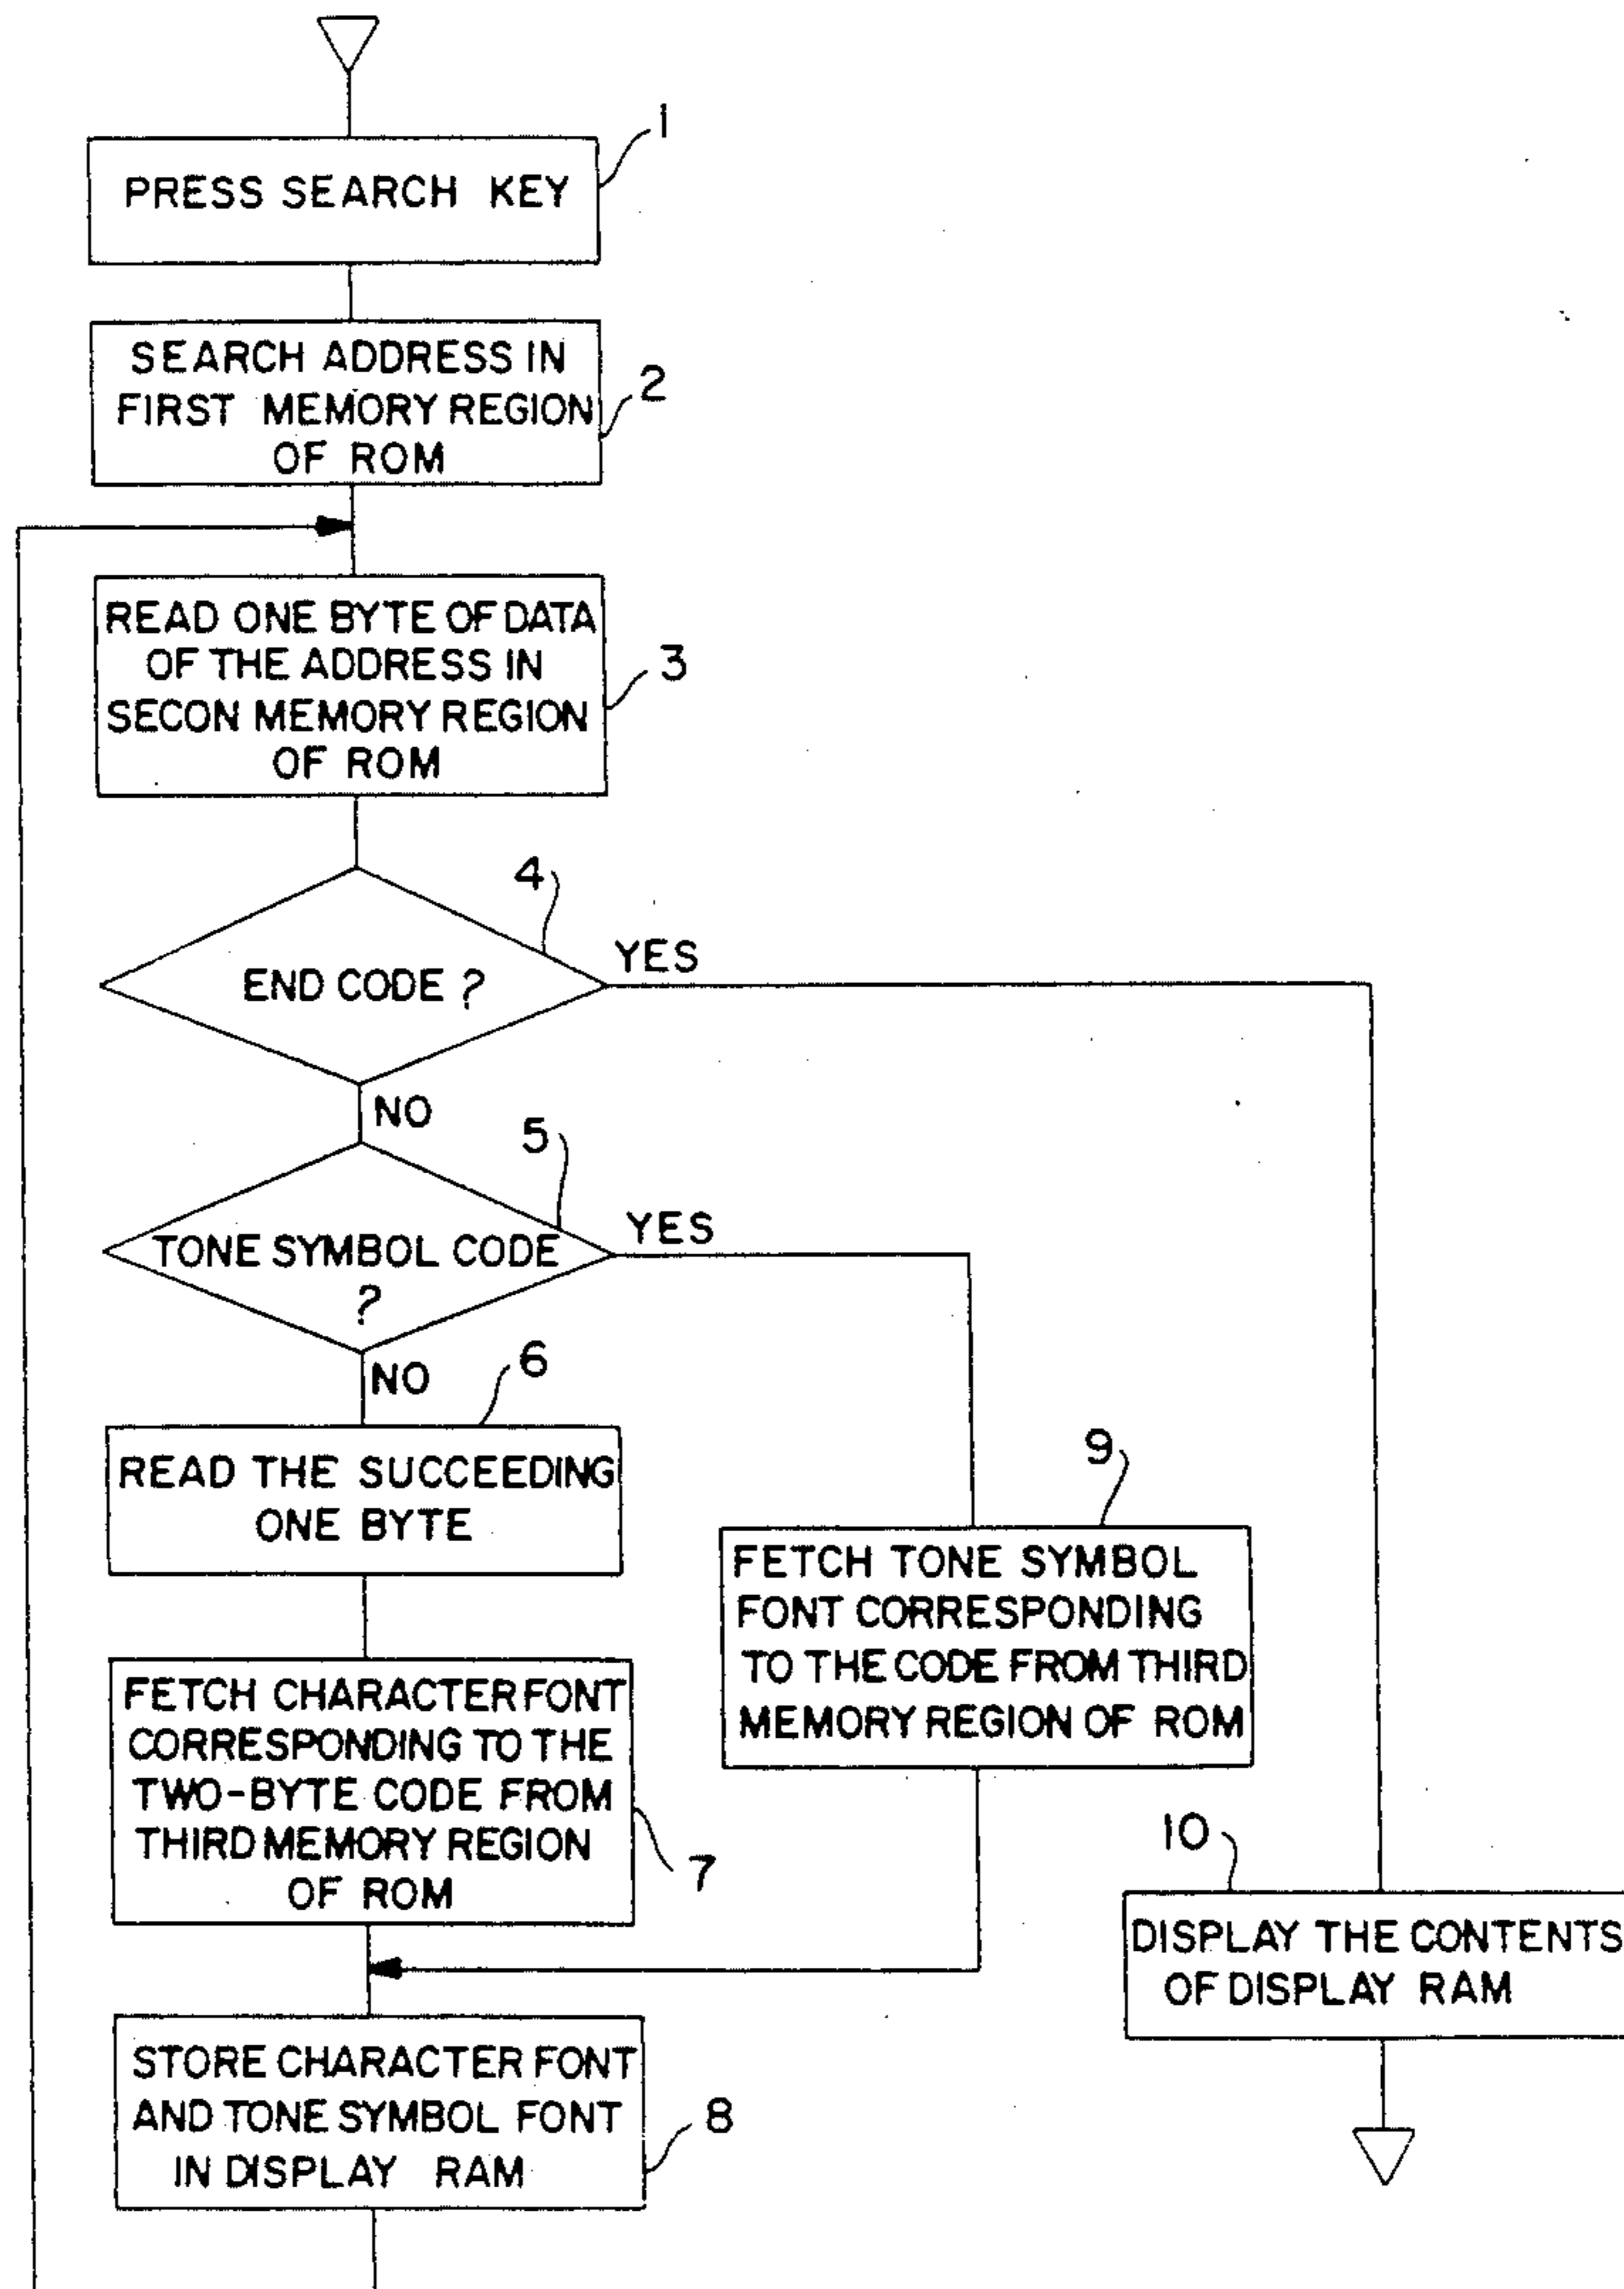 1
PRESS SEARCH KEY
SEARCH ADDRESS IN
FIRST MEMORY REGION
OF ROM
2
READ ONE BYTE OF DATA
OF THE ADDRESS IN
SECON MEMORY REGION
OF ROM
3
4
END CODE ?
YES
NO
5
TONE SYMBOL CODE
?
YES
NO
6
READ THE SUCCEEDING
ONE BYTE
FETCH CHARACTER FONT
CORRESPONDING TO THE
TWO-BYTE CODE FROM
THIRD MEMORY REGION
OF ROM
7
9
FETCH TONE SYMBOL
FONT CORRESPONDING
TO THE CODE FROM THIRD
MEMORY REGION OF ROM
STORE CHARACTER FONT
AND TONE SYMBOL FONT
IN DISPLAY RAM
8
10
DISPLAY THE CONTENTS
OF DISPLAY RAM